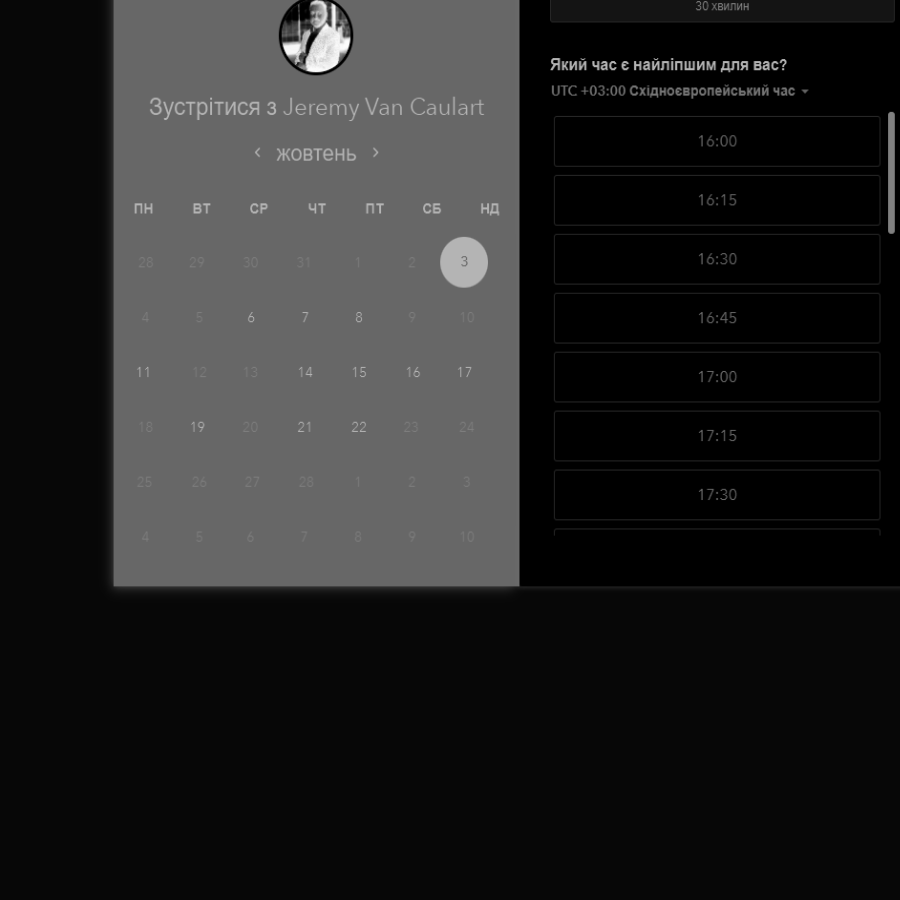 Зустрітися з Jeremy Van Caulart
‹ жовтень ›
ПН ВТ СР ЧТ ПТ СБ НД
28 29 30 31 1 2 3
4 5 6 7 8 9 10
11 12 13 14 15 16 17
18 19 20 21 22 23 24
25 26 27 28 1 2 3
4 5 6 7 8 9 10
30 хвилин
Який час є найліпшим для вас?
UTC +03:00 Східноєвропейський час
16:00
16:15
16:30
16:45
17:00
17:15
17:30